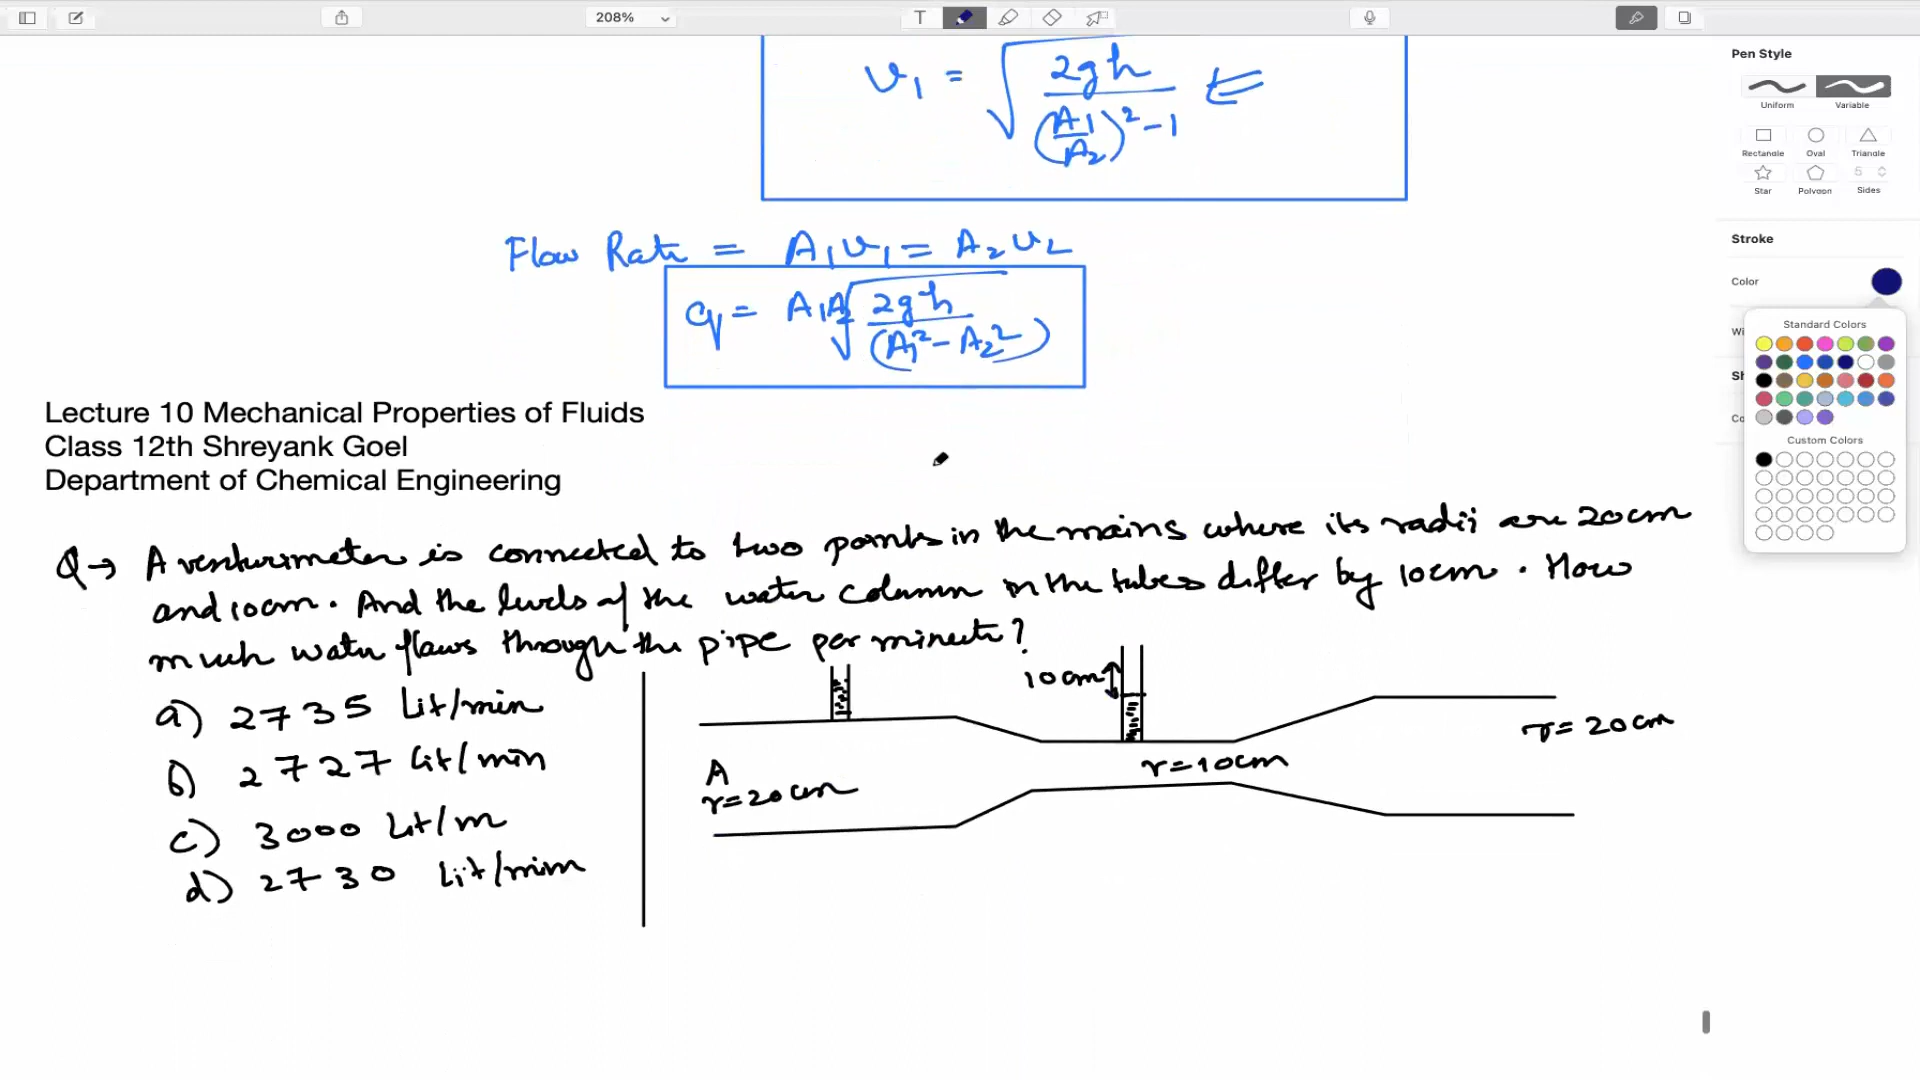 208%
T
Pen Style
Uniform Variable
Rectangle Oval Triangle
5
Star Polygon Sides
Stroke
Color
Wi
Standard Colors
Sh
Co
Custom Colors
v₁ = √(2gh / ((A1/A₂)² - 1)) ⇐
Flow Rate = A₁v₁ = A₂v₂
q = A₁A₂ √(2gh / (A₁² - A₂²))
Lecture 10 Mechanical Properties of Fluids
Class 12th Shreyank Goel
Department of Chemical Engineering
Q→ A venturimeter is connected to two points in the mains where its radii are 20cm
and 10cm. And the levels of the water column in the tubes differ by 10cm. How
much water flows through the pipe per minute?
a) 2735 Lit/min
b) 2727 Lit/min
c) 3000 Lit/m
d) 2730 Lit/min
10cm
A
r=20cm
r=10cm
r=20cm